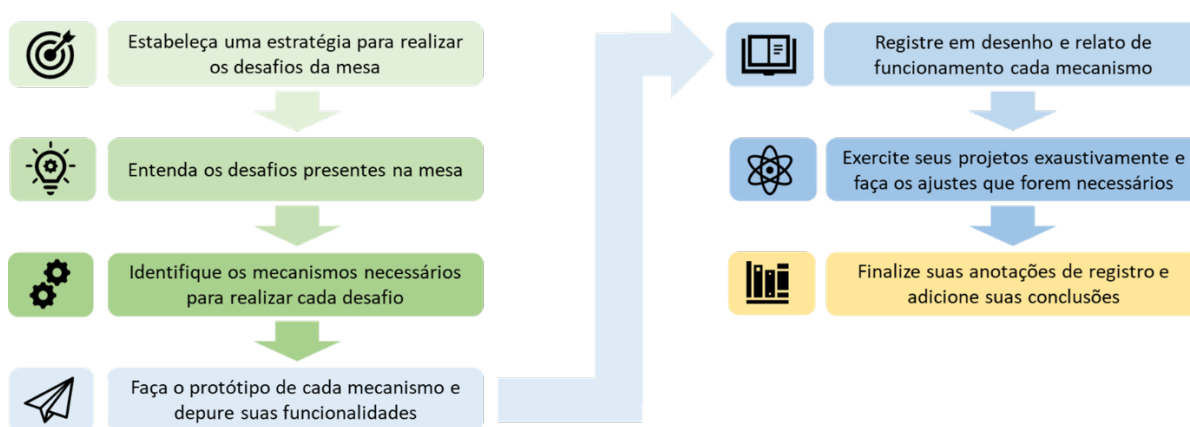 Estabeleça uma estratégia para realizar
os desafios da mesa
Entenda os desafios presentes na mesa
Identifique os mecanismos necessários
para realizar cada desafio
Faça o protótipo de cada mecanismo e
depure suas funcionalidades
Registre em desenho e relato de
funcionamento cada mecanismo
Exercite seus projetos exaustivamente e
faça os ajustes que forem necessários
Finalize suas anotações de registro e
adicione suas conclusões